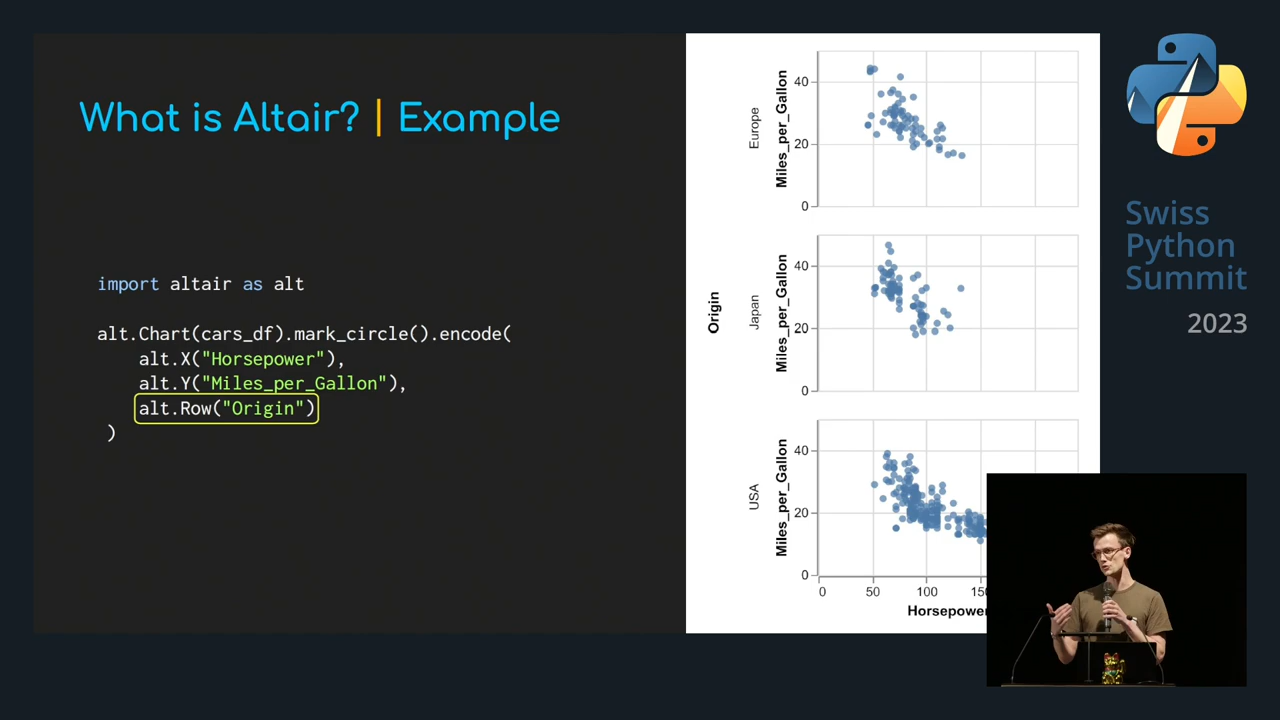 What is Altair? | Example
import altair as alt
alt.Chart(cars_df).mark_circle().encode(
alt.X("Horsepower"),
alt.Y("Miles_per_Gallon"),
alt.Row("Origin")
)
Origin
Europe
Miles_per_Gallon
40
20
0
Japan
Miles_per_Gallon
40
20
0
USA
Miles_per_Gallon
40
20
0
0 50 100 150
Horsepower
Swiss
Python
Summit
2023